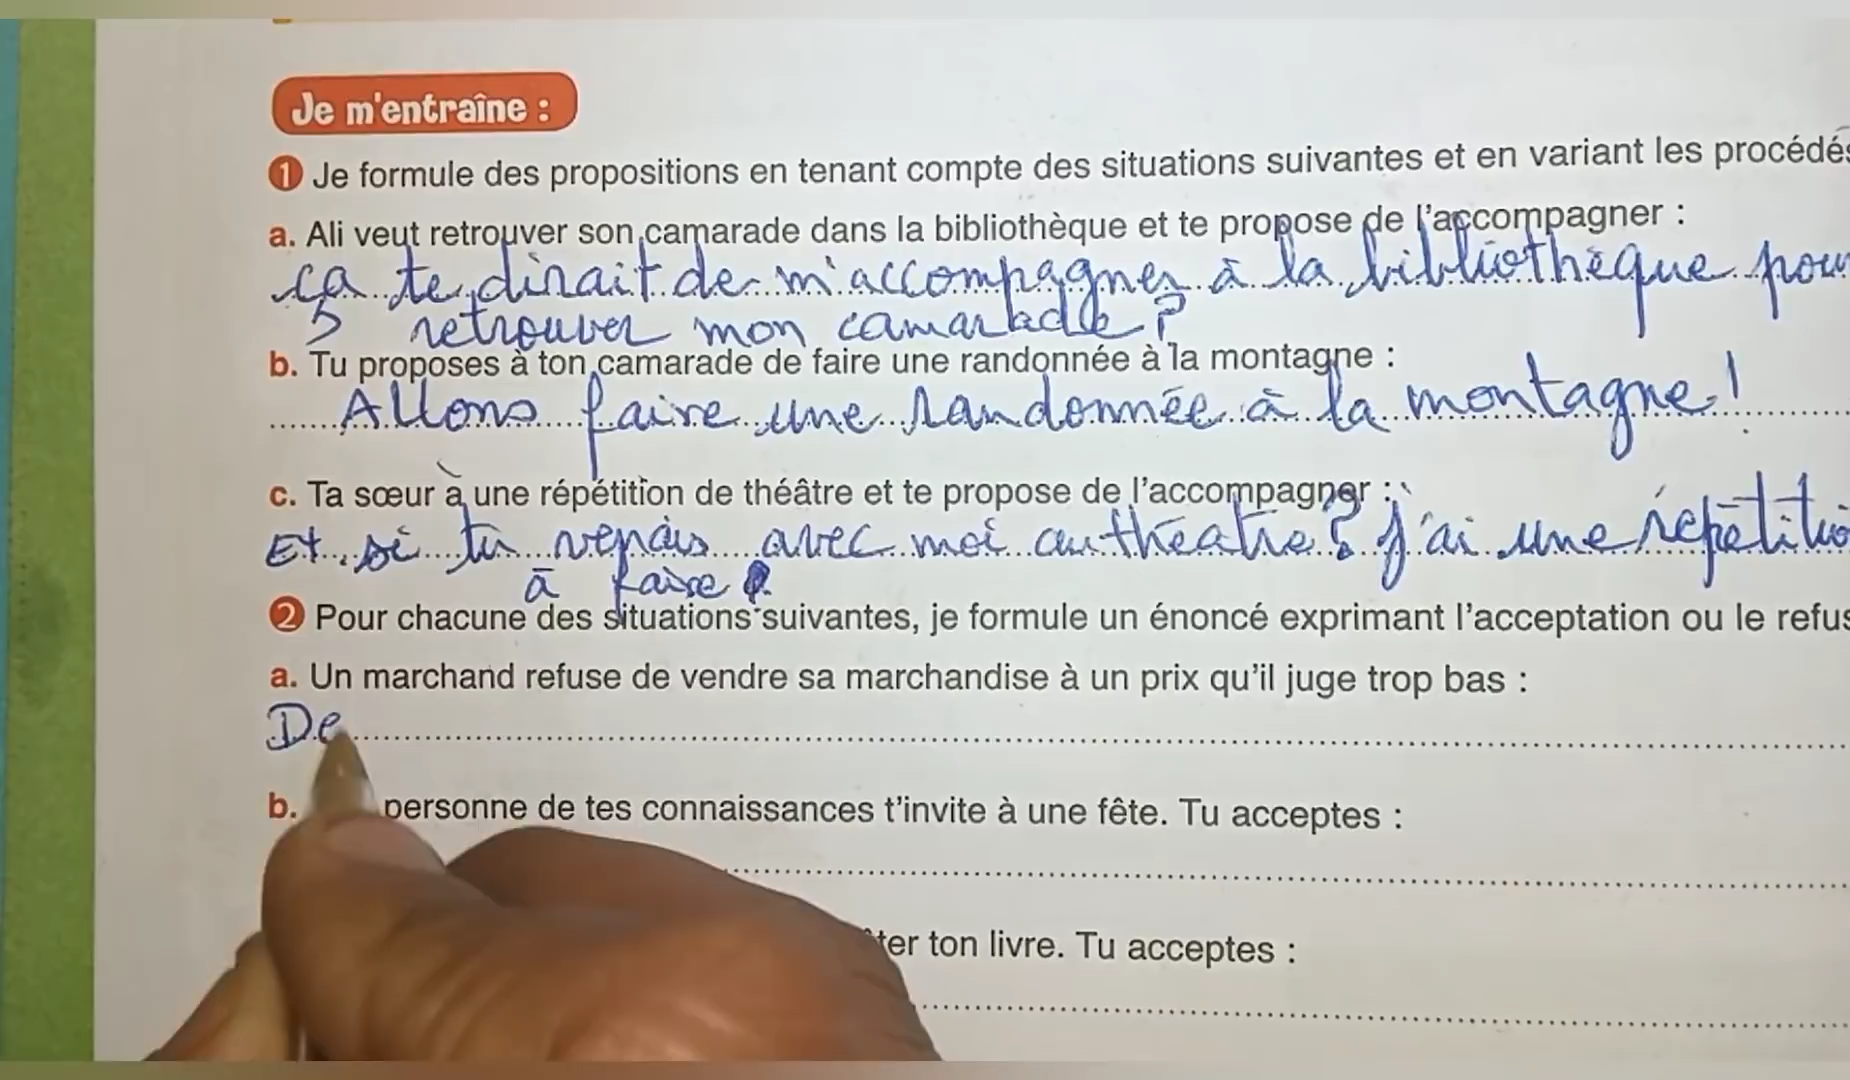 Je m'entraîne :
1 Je formule des propositions en tenant compte des situations suivantes et en variant les procédés
a. Ali veut retrouver son camarade dans la bibliothèque et te propose de l'accompagner :
ça te dirait de m'accompagner à la bibliothèque pour
retrouver mon camarade ?
b. Tu proposes à ton camarade de faire une randonnée à la montagne :
Allons faire une randonnée à la montagne !
c. Ta sœur à une répétition de théâtre et te propose de l'accompagner :
Et si tu venais avec moi au théatre ? J'ai une répétitio
à faire
2 Pour chacune des situations suivantes, je formule un énoncé exprimant l'acceptation ou le refus
a. Un marchand refuse de vendre sa marchandise à un prix qu'il juge trop bas :
De
b. personne de tes connaissances t'invite à une fête. Tu acceptes :
ter ton livre. Tu acceptes :